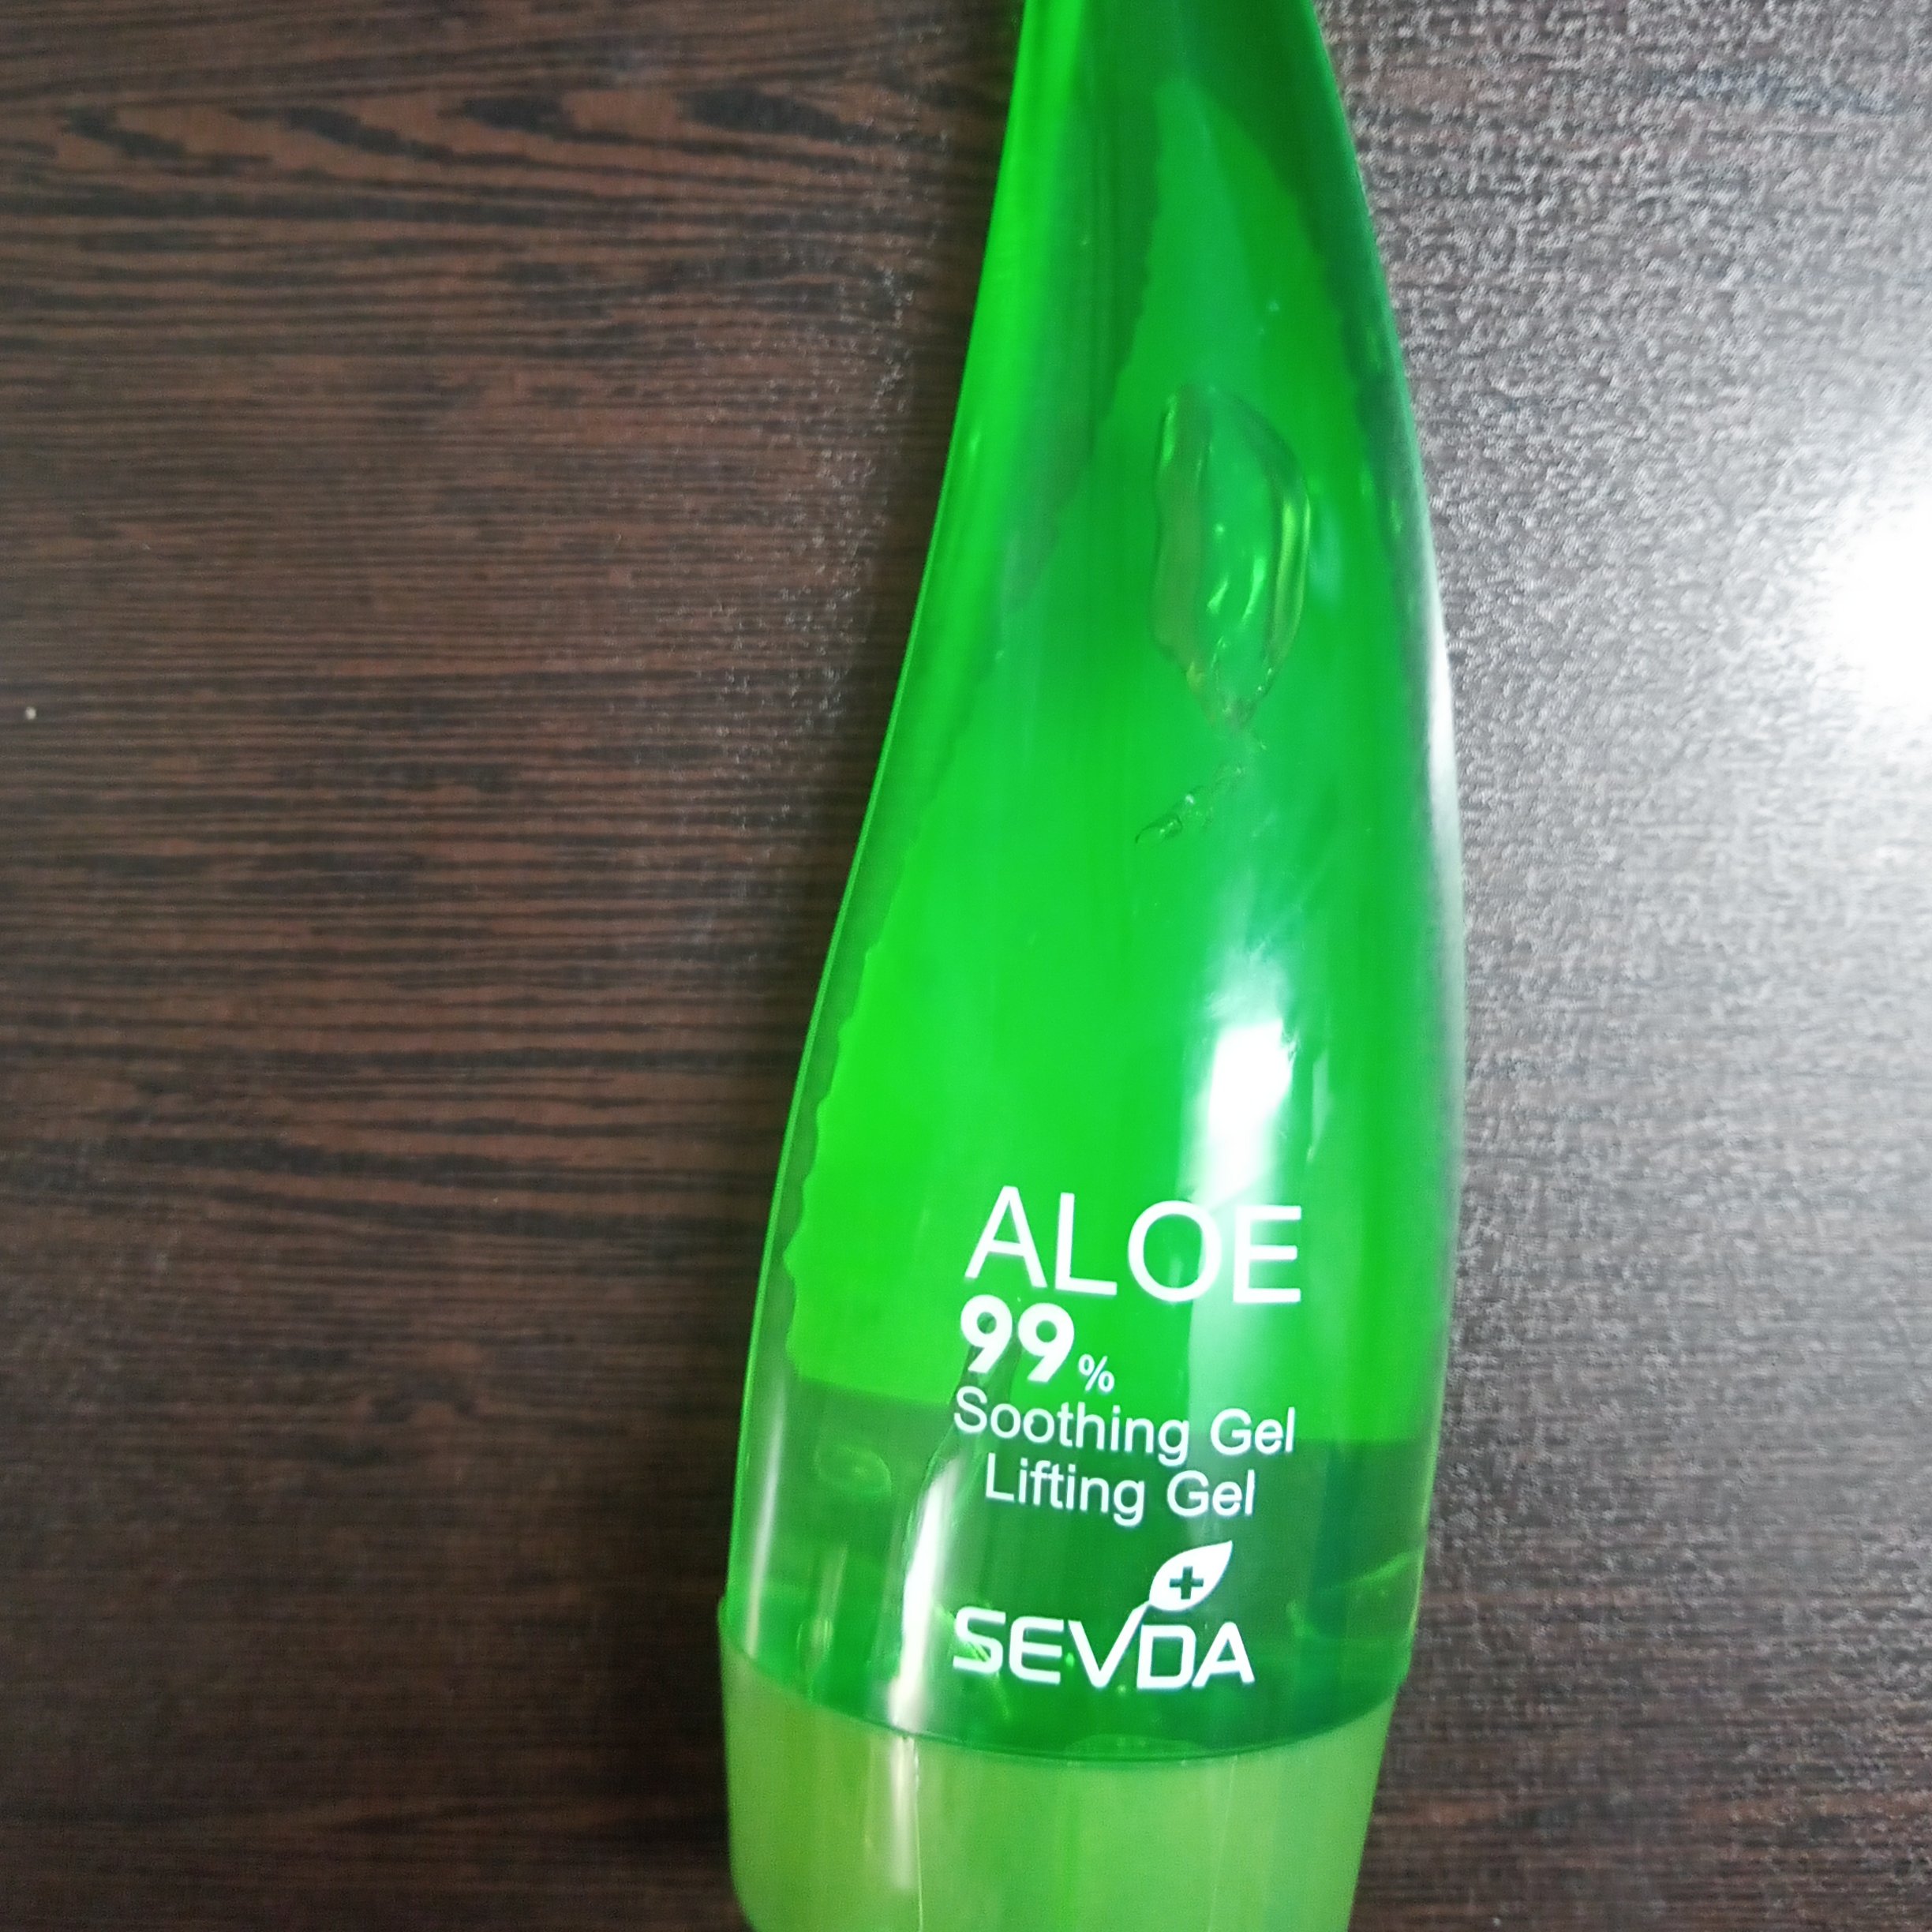 ALOE
99%
Soothing Gel
Lifting Gel
SEVDA